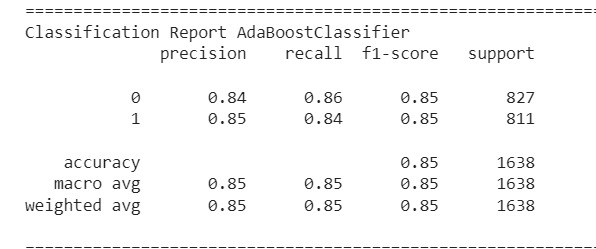 ================================================================
Classification Report AdaBoostClassifier
precision recall f1-score support
0 0.84 0.86 0.85 827
1 0.85 0.84 0.85 811
accuracy 0.85 1638
macro avg 0.85 0.85 0.85 1638
weighted avg 0.85 0.85 0.85 1638
----------------------------------------------------------------